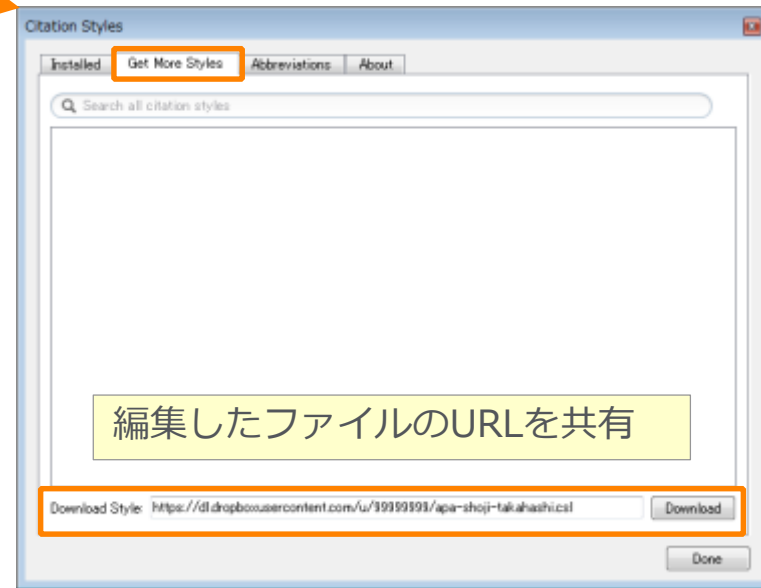 Citation Styles
Installed Get More Styles Abbreviations About
Search all citation styles
編集したファイルのURLを共有
Download Style: https://dl.dropboxusercontent.com/u/99999999/apa-shoji-takahashi.csl Download
Done